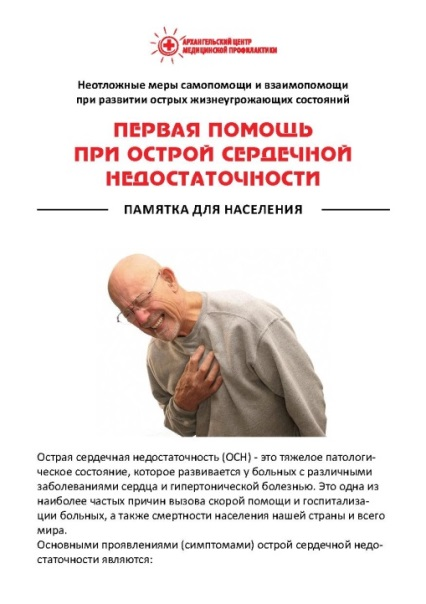 АРХАНГЕЛЬСКИЙ ЦЕНТР
МЕДИЦИНСКОЙ ПРОФИЛАКТИКИ
Неотложные меры самопомощи и взаимопомощи
при развитии острых жизнеугрожающих состояний
ПЕРВАЯ ПОМОЩЬ
ПРИ ОСТРОЙ СЕРДЕЧНОЙ
НЕДОСТАТОЧНОСТИ
ПАМЯТКА ДЛЯ НАСЕЛЕНИЯ
Острая сердечная недостаточность (ОСН) - это тяжелое патологи-
ческое состояние, которое развивается у больных с различными
заболеваниями сердца и гипертонической болезнью. Это одна из
наиболее частых причин вызова скорой помощи и госпитализа-
ции больных, а также смертности населения нашей страны и всего
мира.
Основными проявлениями (симптомами) острой сердечной недо-
статочности являются: